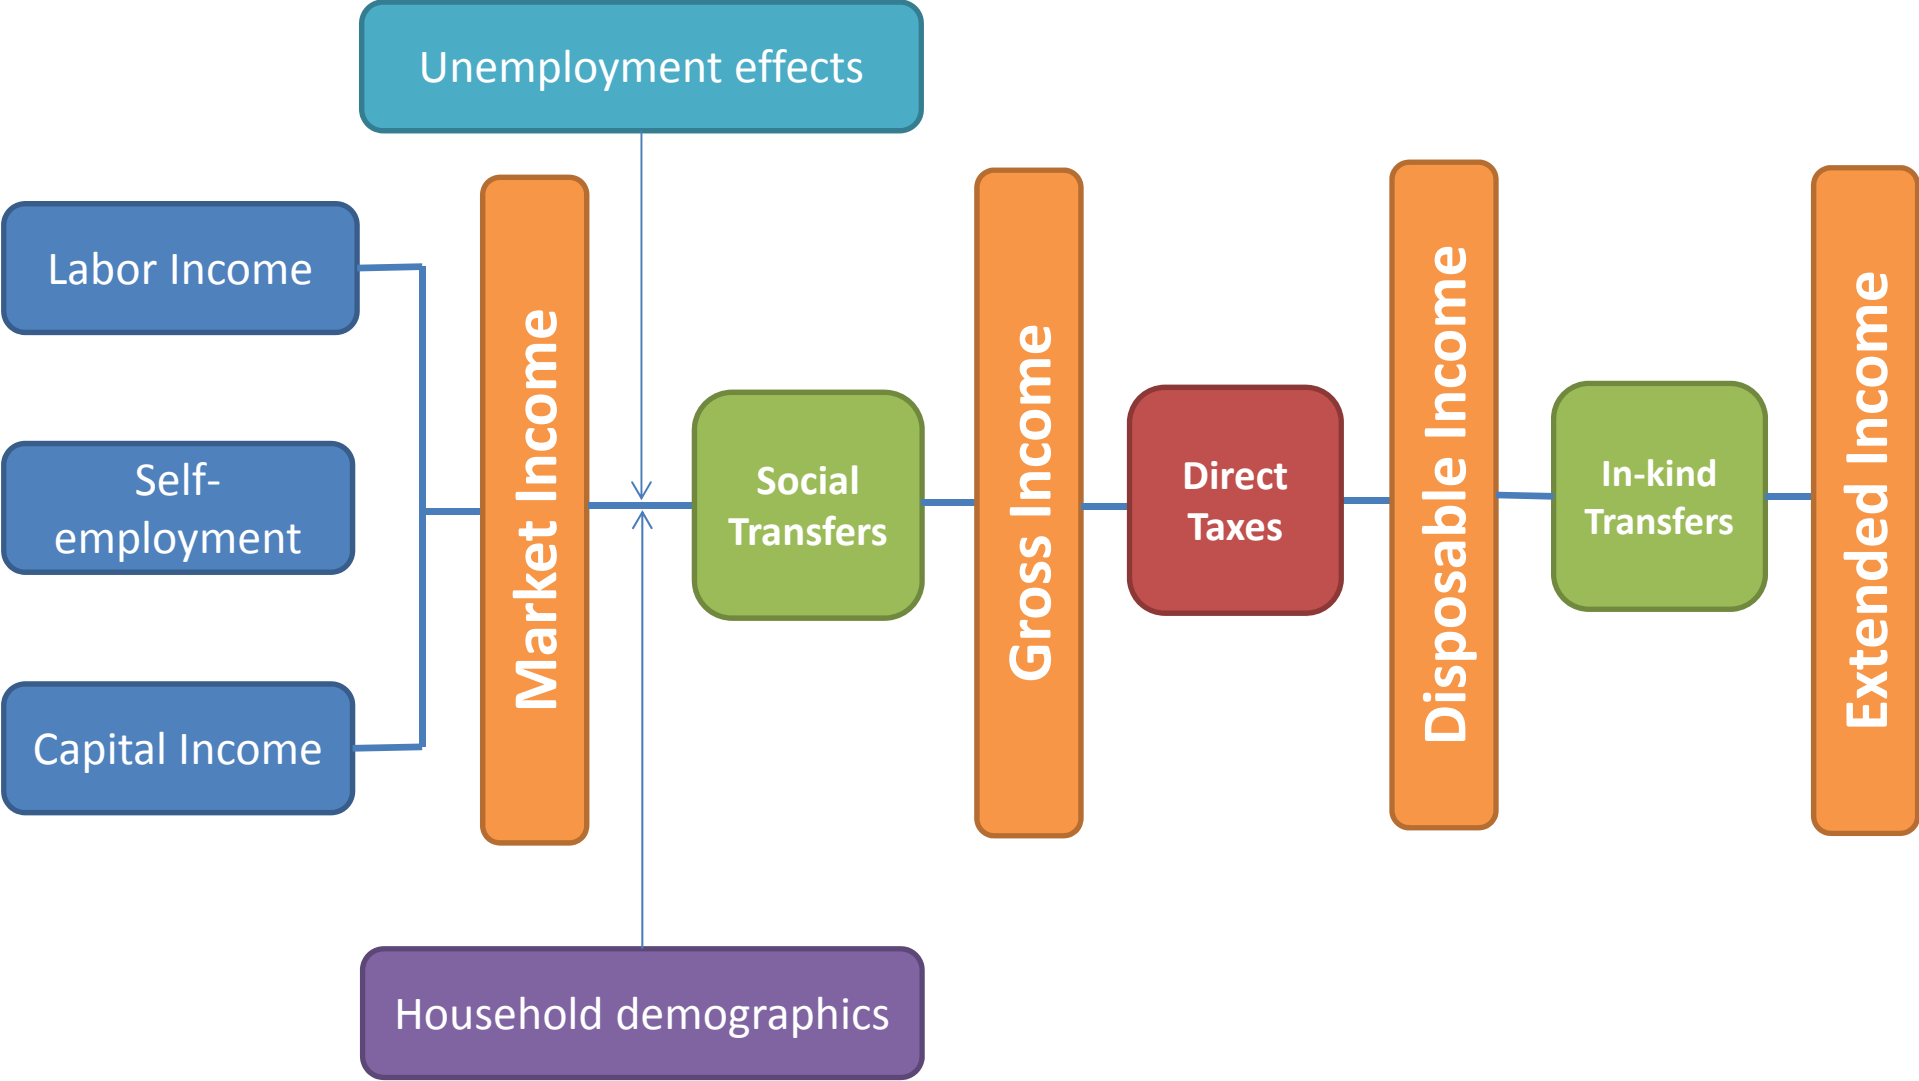 Unemployment effects
Labor Income
Self-
employment
Capital Income
Market Income
Social
Transfers
Gross Income
Direct
Taxes
Disposable Income
In-kind
Transfers
Extended Income
Household demographics